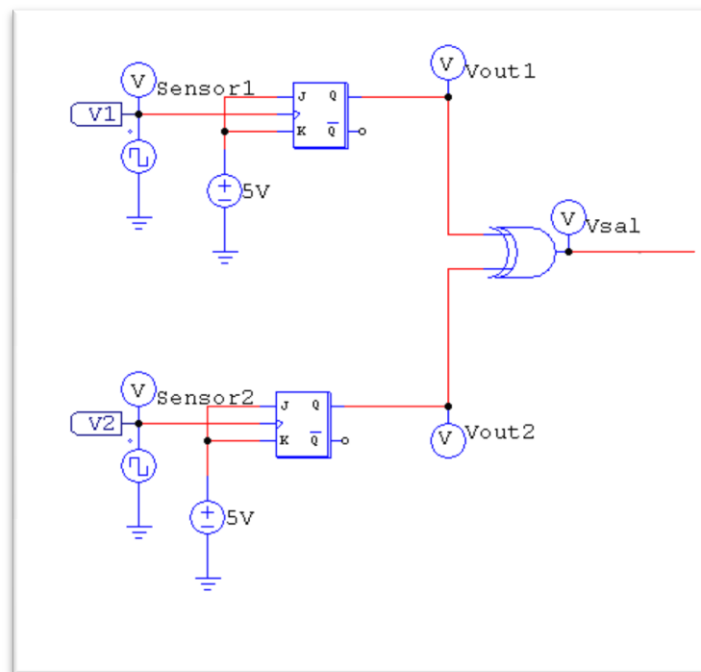 V
Sensor1
V1
J Q
K Q
5V
V
Vout1
V
Vsal
V
Sensor2
V2
J Q
K Q
5V
V
Vout2